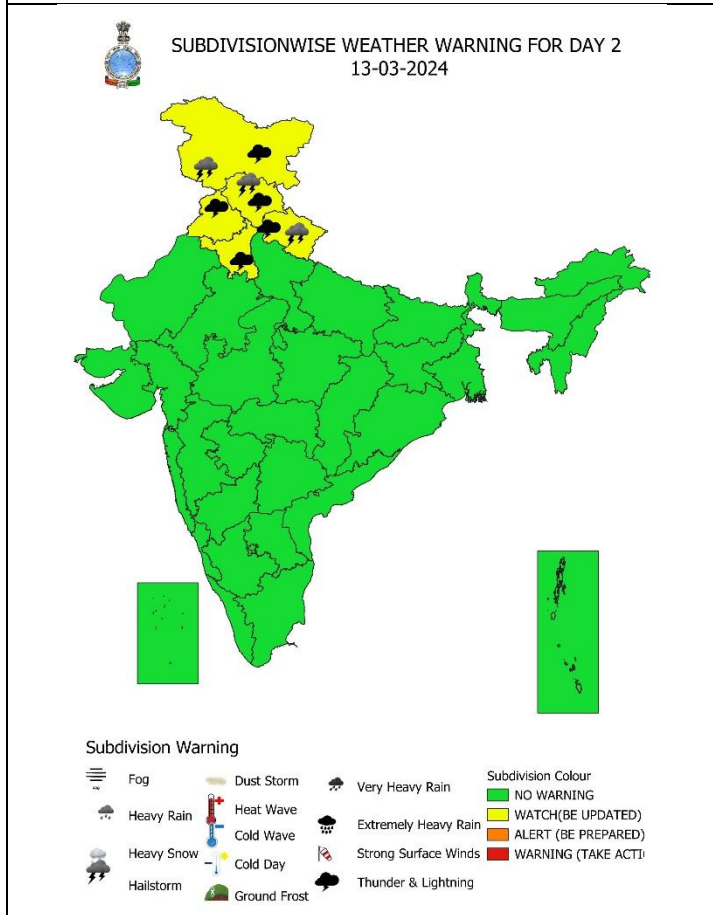 SUBDIVISIONWISE WEATHER WARNING FOR DAY 2
13-03-2024
Subdivision Warning
Fog
Heavy Rain
Heavy Snow
Hailstorm
Dust Storm
Heat Wave
Cold Wave
Cold Day
Ground Frost
Very Heavy Rain
Extremely Heavy Rain
Strong Surface Winds
Thunder & Lightning
Subdivision Colour
NO WARNING
WATCH(BE UPDATED)
ALERT (BE PREPARED)
WARNING (TAKE ACTI